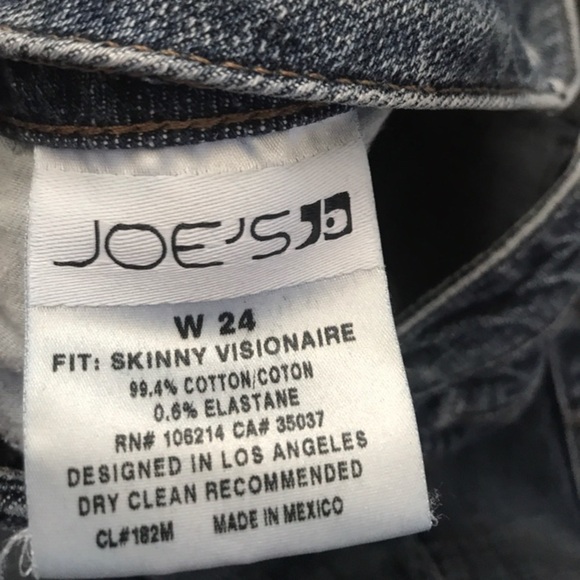 JOE'S
W 24
FIT: SKINNY VISIONAIRE
99.4% COTTON/COTON
0.6% ELASTANE
RN# 106214 CA# 35037
DESIGNED IN LOS ANGELES
DRY CLEAN RECOMMENDED
CL#182M MADE IN MEXICO